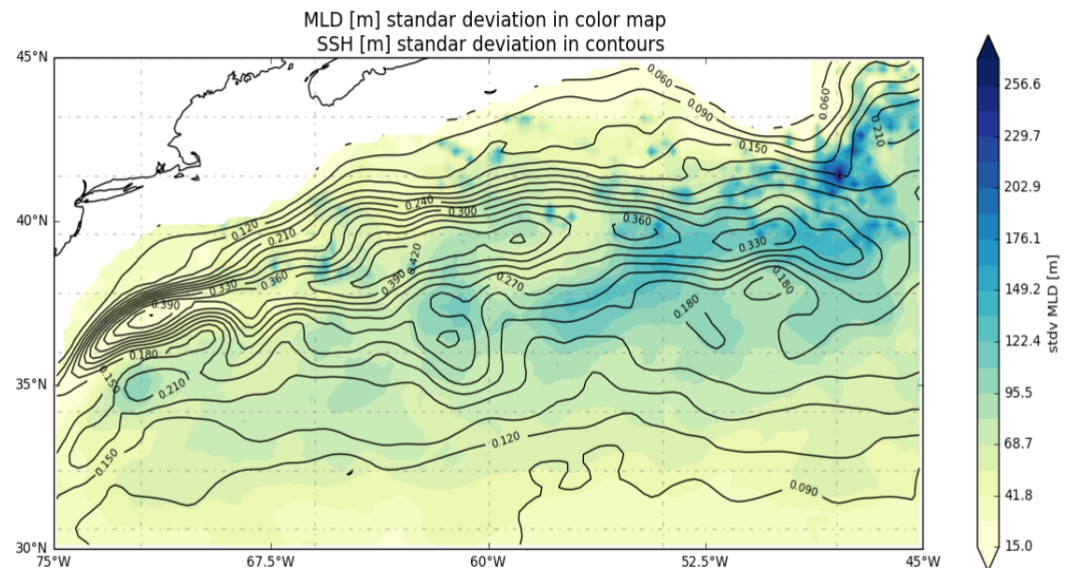 MLD [m] standar deviation in color map
SSH [m] standar deviation in contours
45°N
40°N
35°N
30°N
75°W
67.5°W
60°W
52.5°W
45°W
0.060
0.090
0.150
0.060
0.210
0.240
0.300
0.120
0.210
0.360
0.330
0.420
0.390
0.330
0.360
0.270
0.180
0.390
0.180
0.180
0.150
0.210
0.150
0.120
0.090
256.6
229.7
202.9
176.1
149.2
122.4
95.5
68.7
41.8
15.0
stdv MLD [m]